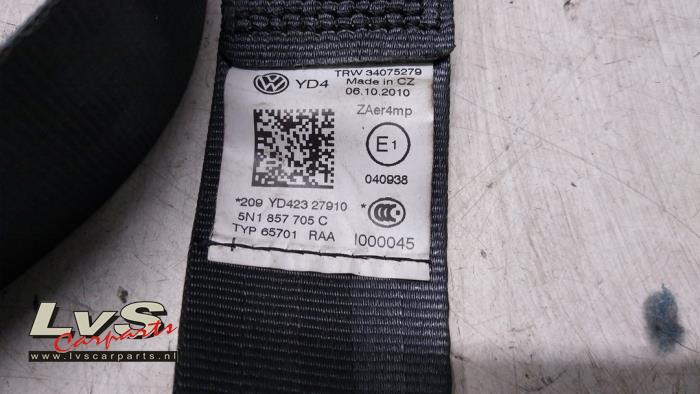 YD4
TRW 34075279
Made in CZ
06.10.2010
ZAer4mp
E1
040938
*209 YD423 27910 *
5N1 857 705 C
TYP 65701 RAA
I000045
LvS
Carparts
www.lvscarparts.nl